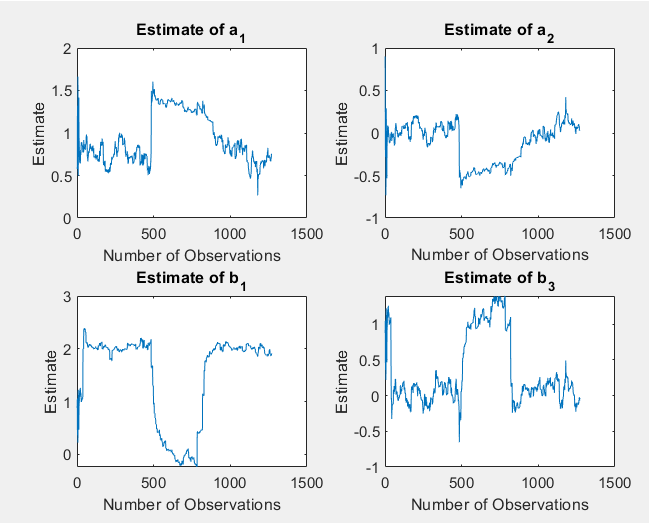 Estimate of a1
Estimate of a2
2
1.5
1
0.5
0
Estimate
0
500
1000
1500
Number of Observations
1
0.5
0
-0.5
-1
Estimate
0
500
1000
1500
Number of Observations
Estimate of b1
Estimate of b3
3
2
1
0
Estimate
0
500
1000
1500
Number of Observations
1
0.5
0
-0.5
-1
Estimate
0
500
1000
1500
Number of Observations